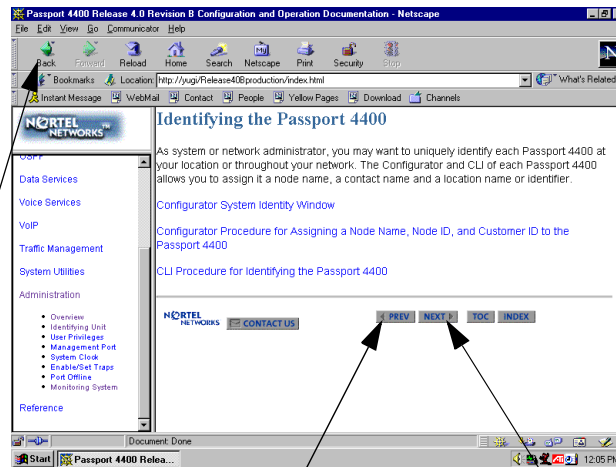 Passport 4400 Release 4.0 Revision B Configuration and Operation Documentation - Netscape
File Edit View Go Communicator Help
Back Forward Reload Home Search Netscape Print Security Stop
Bookmarks Location: http://yugi/Release40Bproduction/index.html What's Related
Instant Message WebMail Contact People Yellow Pages Download Channels
NORTEL
NETWORKS™
OSPF
Data Services
Voice Services
VoIP
Traffic Management
System Utilities
Administration
Overview
Identifying Unit
User Privileges
Management Port
System Clock
Enable/Set Traps
Port Offline
Monitoring System
Reference
Identifying the Passport 4400
As system or network administrator, you may want to uniquely identify each Passport 4400 at
your location or throughout your network. The Configurator and CLI of each Passport 4400
allows you to assign it a node name, a contact name and a location name or identifier.
Configurator System Identity Window
Configurator Procedure for Assigning a Node Name, Node ID, and Customer ID to the
Passport 4400
CLI Procedure for Identifying the Passport 4400
NORTEL
NETWORKS
CONTACT US
PREV NEXT TOC INDEX
Document: Done
Start Passport 4400 Relea... 12:05 PM